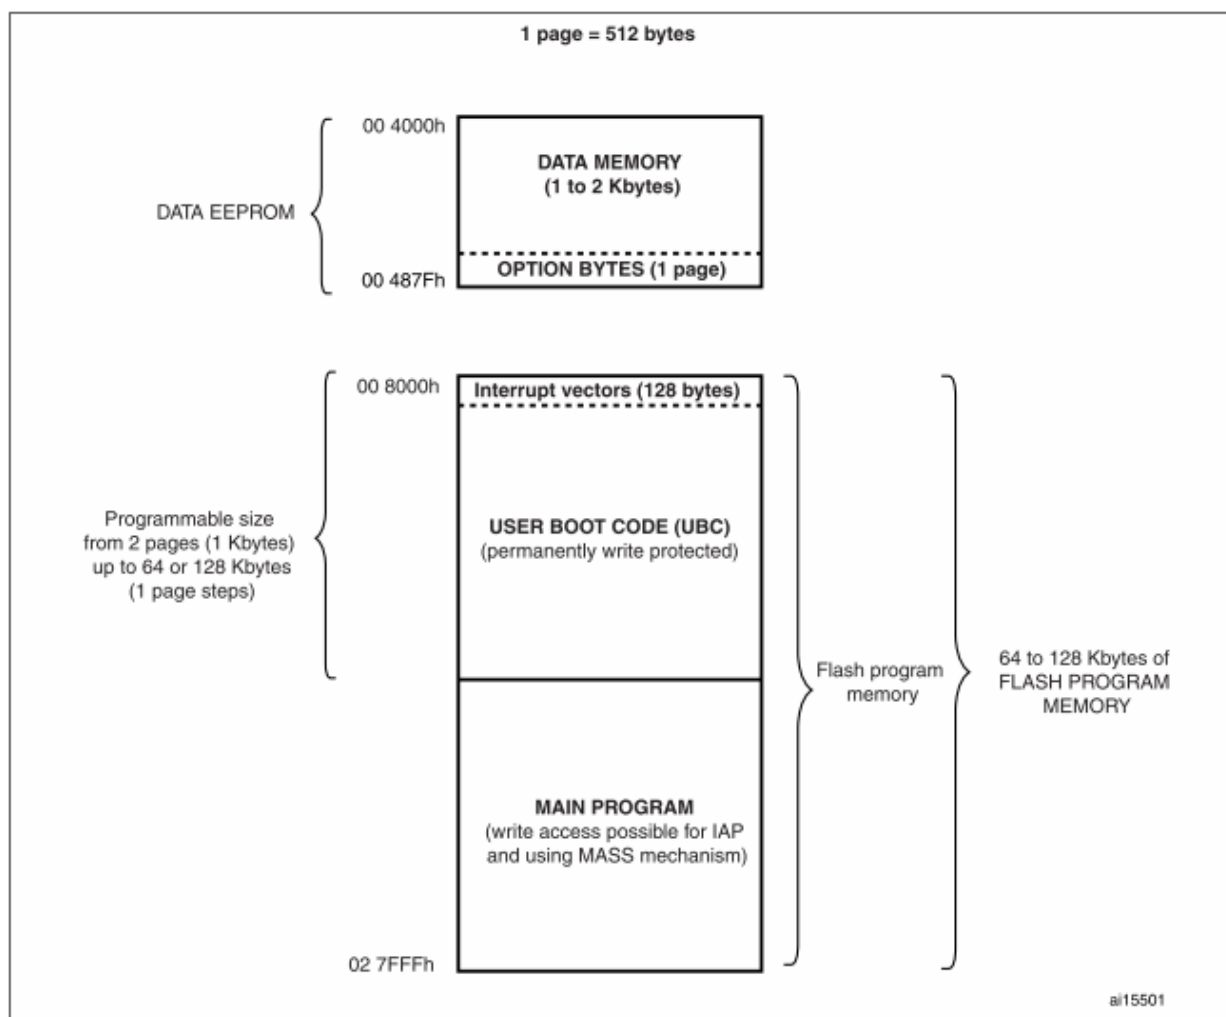 1 page = 512 bytes
00 4000h
DATA MEMORY
(1 to 2 Kbytes)
DATA EEPROM
OPTION BYTES (1 page)
00 487Fh
00 8000h
Interrupt vectors (128 bytes)
Programmable size
from 2 pages (1 Kbytes)
up to 64 or 128 Kbytes
(1 page steps)
USER BOOT CODE (UBC)
(permanently write protected)
Flash program
memory
64 to 128 Kbytes of
FLASH PROGRAM
MEMORY
MAIN PROGRAM
(write access possible for IAP
and using MASS mechanism)
02 7FFFh
ai15501